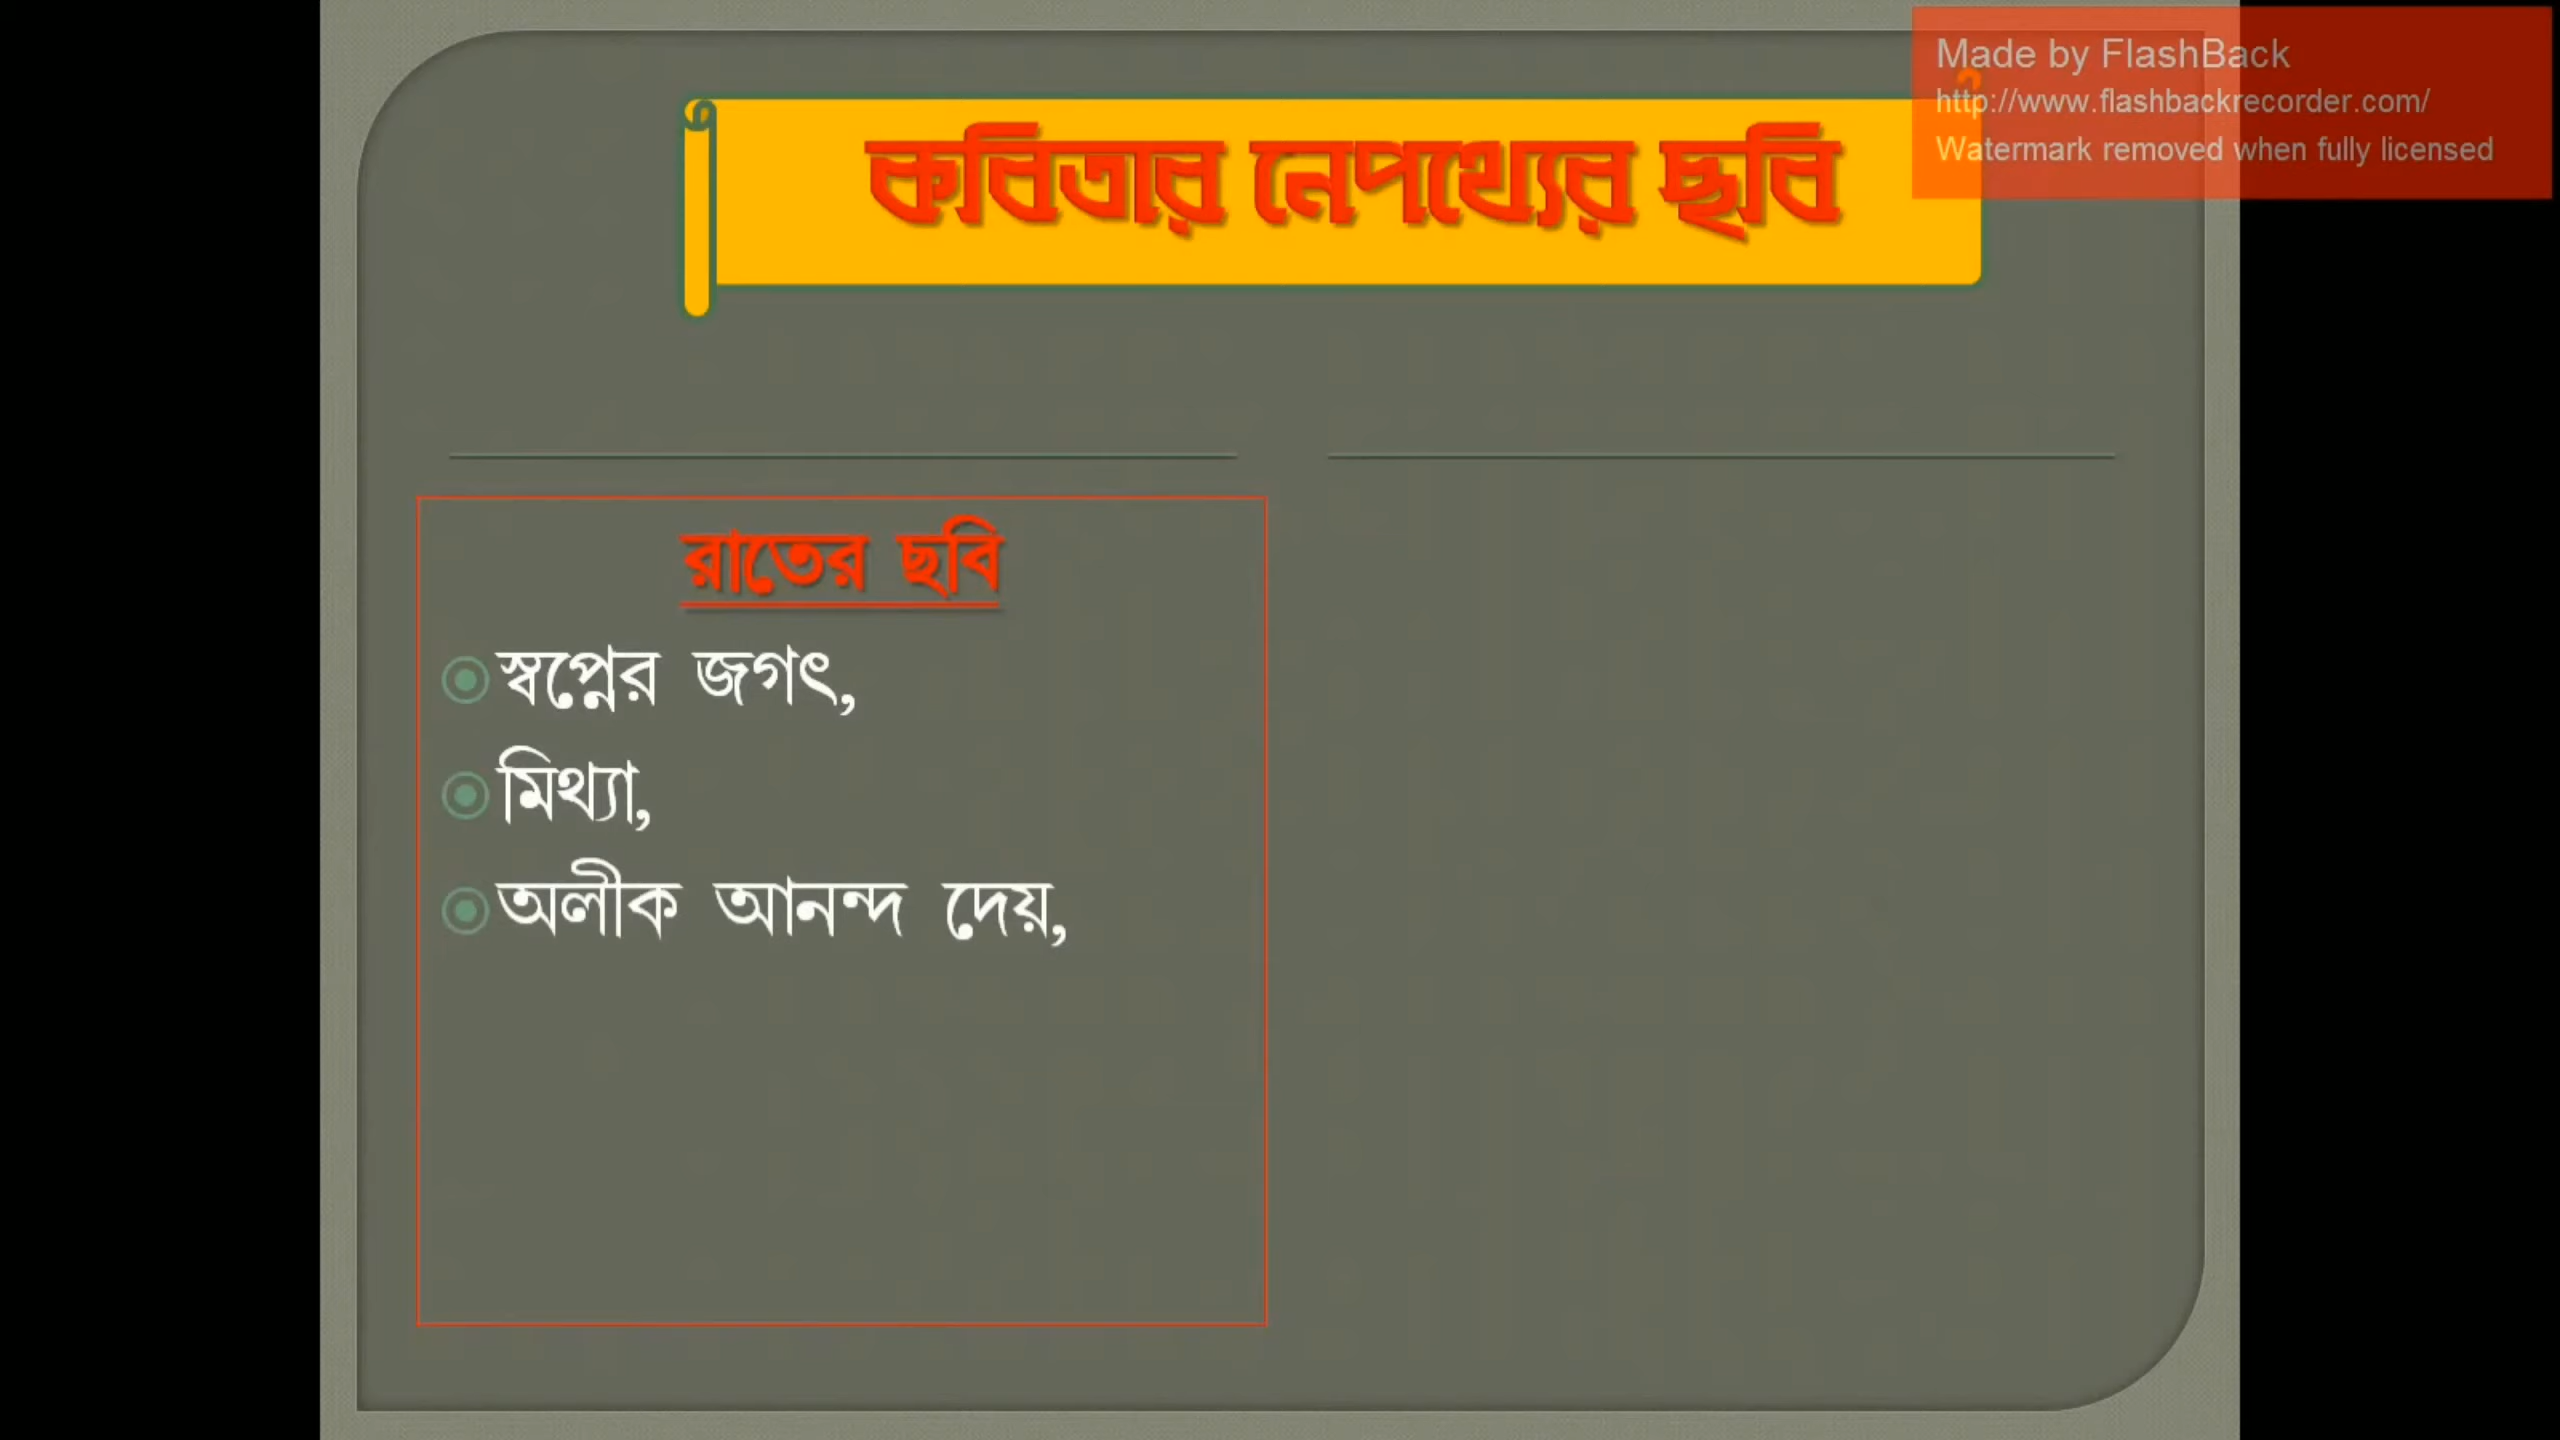 Made by FlashBack
http://www.flashbackrecorder.com/
Watermark removed when fully licensed
কবিতার নেপথ্যের ছবি
রাতের ছবি
স্বপ্নের জগৎ,
মিথ্যা,
অলীক আনন্দ দেয়,